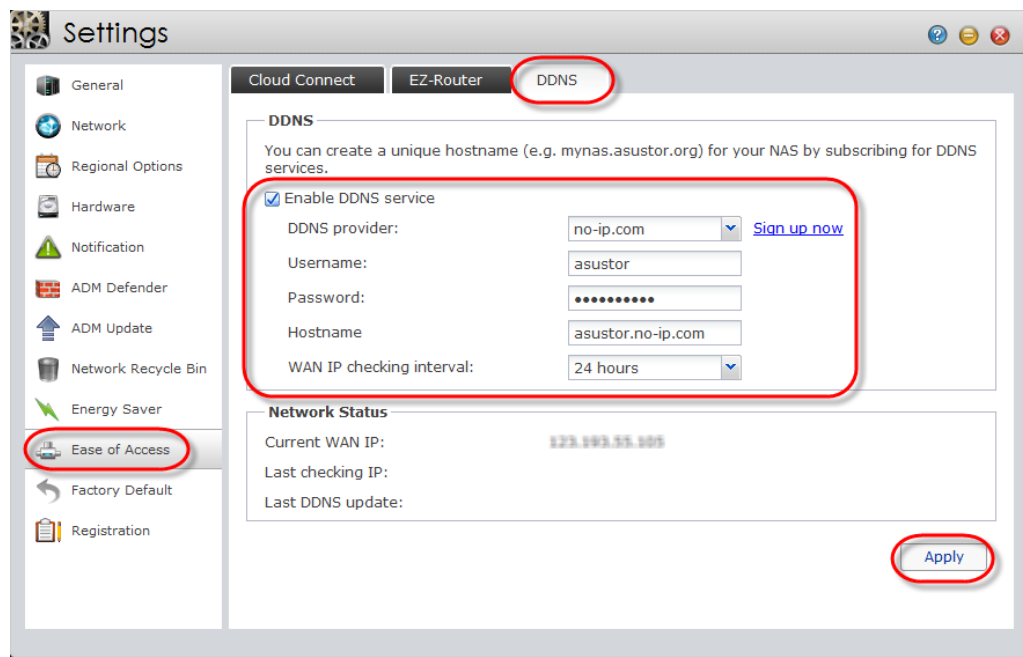 Settings
General
Network
Regional Options
Hardware
Notification
ADM Defender
ADM Update
Network Recycle Bin
Energy Saver
Ease of Access
Factory Default
Registration
Cloud Connect EZ-Router DDNS
DDNS
You can create a unique hostname (e.g. mynas.asustor.org) for your NAS by subscribing for DDNS
services.
Enable DDNS service
DDNS provider: no-ip.com Sign up now
Username: asustor
Password: ••••••••••
Hostname asustor.no-ip.com
WAN IP checking interval: 24 hours
Network Status
Current WAN IP:
Last checking IP:
Last DDNS update:
Apply